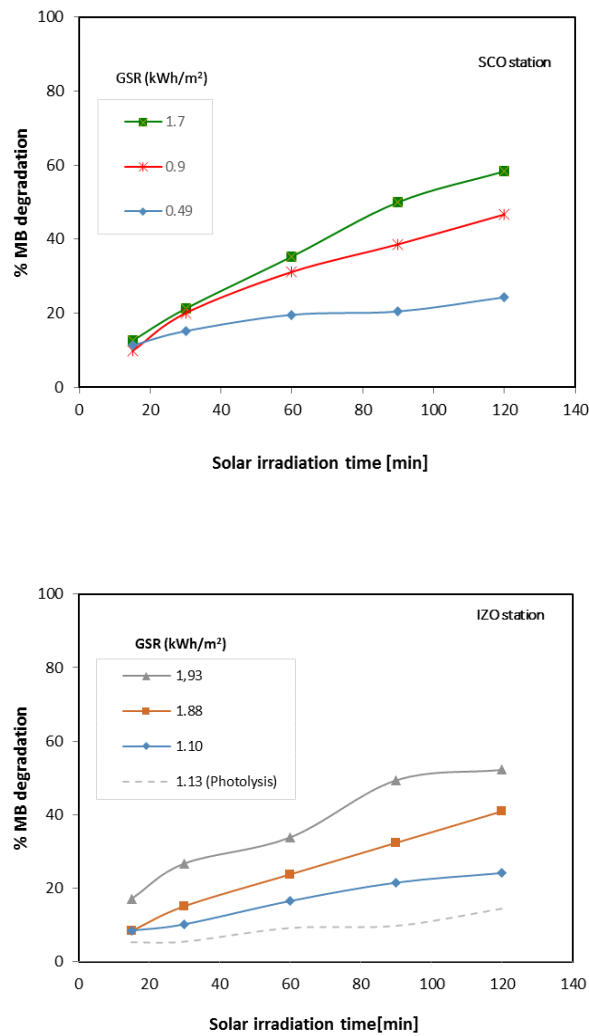 100
SCO station
GSR (kWh/m²)
80
1.7
60
0.9
% MB degradation
0.49
40
20
0
0 20 40 60 80 100 120 140
Solar irradiation time [min]
100
IZO station
GSR (kWh/m²)
80
1,93
1.88
60
1.10
% MB degradation
1.13 (Photolysis)
40
20
0
0 20 40 60 80 100 120 140
Solar irradiation time[min]